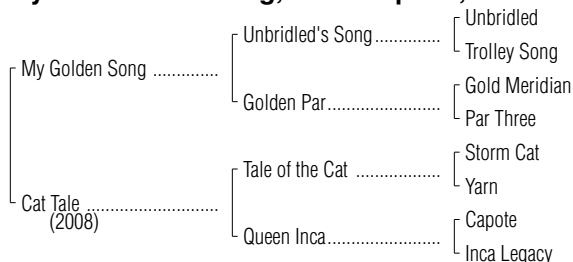 Unbridled
Unbridled's Song..............
Trolley Song
My Golden Song ..............
Gold Meridian
Golden Par........................
Par Three
Storm Cat
Tale of the Cat ..................
Yarn
Cat Tale ............................
(2008)
Capote
Queen Inca........................
Inca Legacy